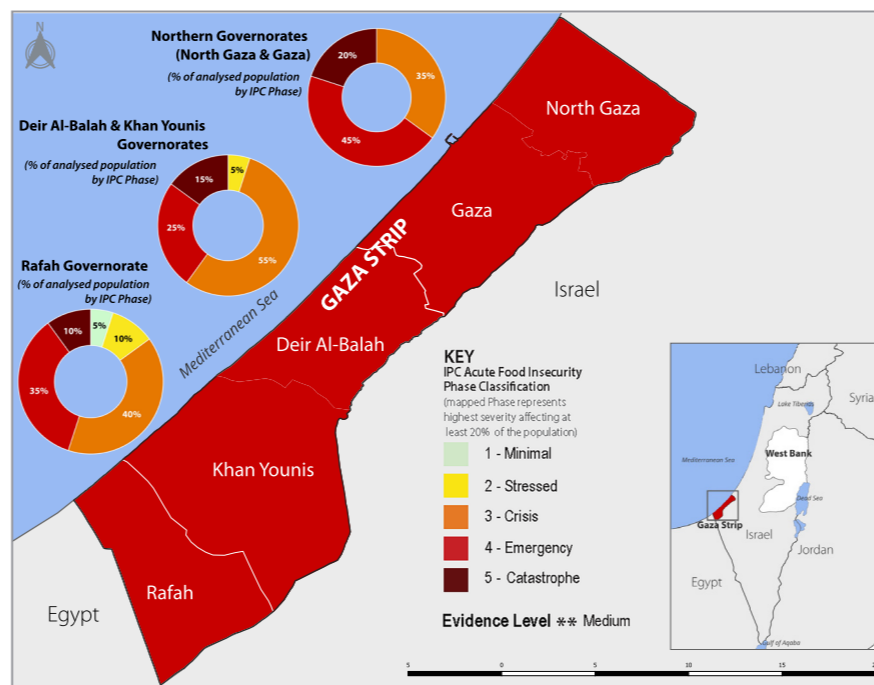 N
Northern Governorates
(North Gaza & Gaza)
(% of analysed population
by IPC Phase)
20%
35%
45%
Deir Al-Balah & Khan Younis
Governorates
(% of analysed population
by IPC Phase)
15%
5%
25%
55%
Rafah Governorate
(% of analysed population
by IPC Phase)
10%
5%
10%
35%
40%
Mediterranean Sea
GAZA STRIP
North Gaza
Gaza
Deir Al-Balah
Khan Younis
Rafah
Israel
Egypt
KEY
IPC Acute Food Insecurity
Phase Classification
(mapped Phase represents
highest severity affecting at
least 20% of the population)
1 - Minimal
2 - Stressed
3 - Crisis
4 - Emergency
5 - Catastrophe
Evidence Level ** Medium
Lebanon
Syria
Lake Tiberias
Mediterranean Sea
West Bank
Dead Sea
Gaza Strip
Israel
Jordan
Egypt
Gulf of Aqaba
5
0
5
10
15